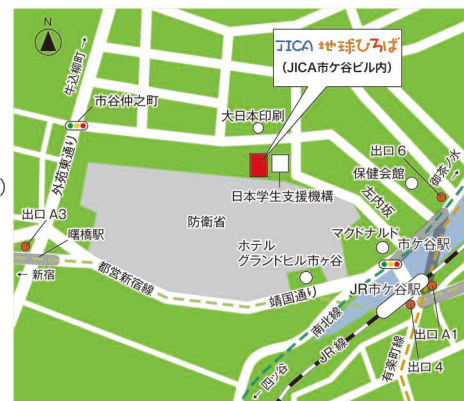 N
JICA 地球ひろば
(JICA市ケ谷ビル内)
牛込柳町
市谷仲之町
大日本印刷
外苑東通り
出口 6
御茶ノ水
保健会館
日本学生支援機構
左内坂
)
出口 A3
防衛省
マクドナルド
市ケ谷駅
曙橋駅
ホテル
グランドヒル市ヶ谷
← 新宿
都営新宿線
JR市ケ谷駅
靖国通り
南北線
JR線
出口 A1
出口 4
有楽町線
← 四ッ谷